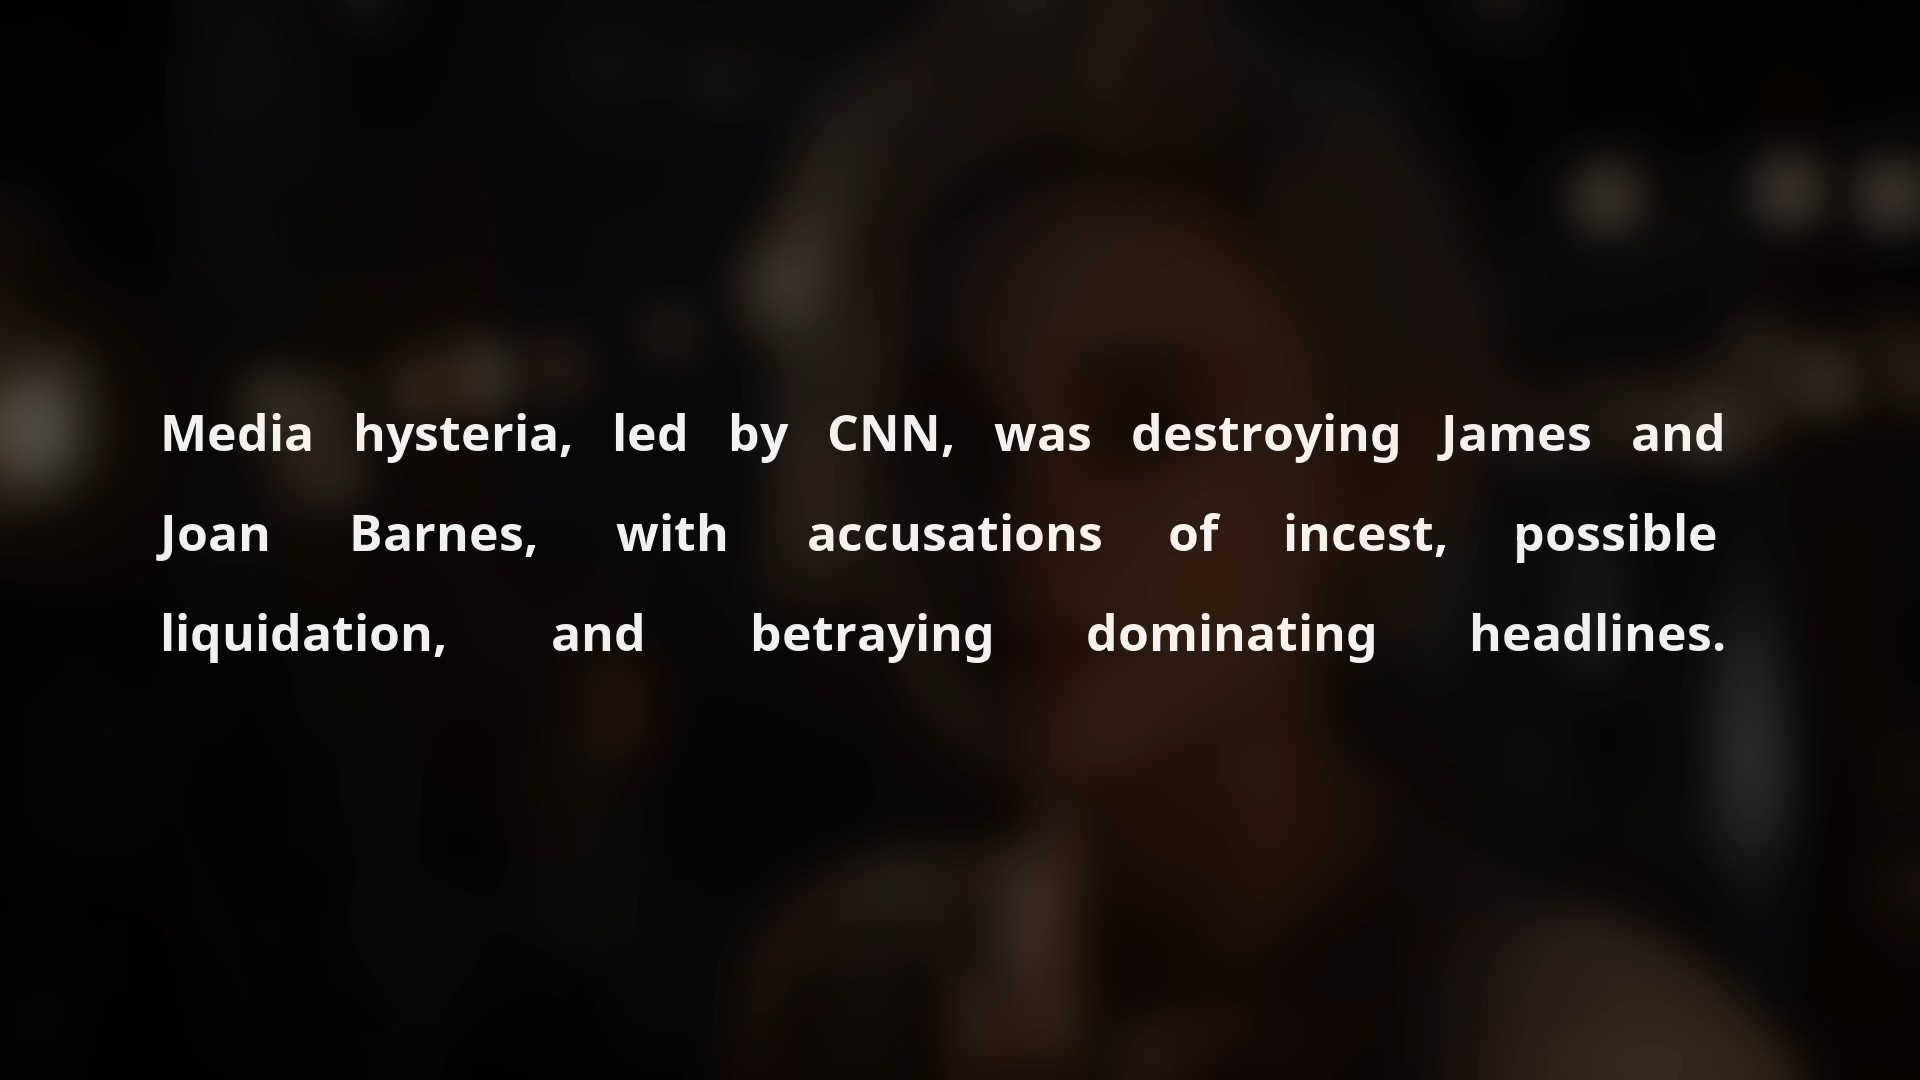 Media hysteria, led by CNN, was destroying James and
Joan Barnes, with accusations of incest, possible
liquidation, and betraying dominating headlines.